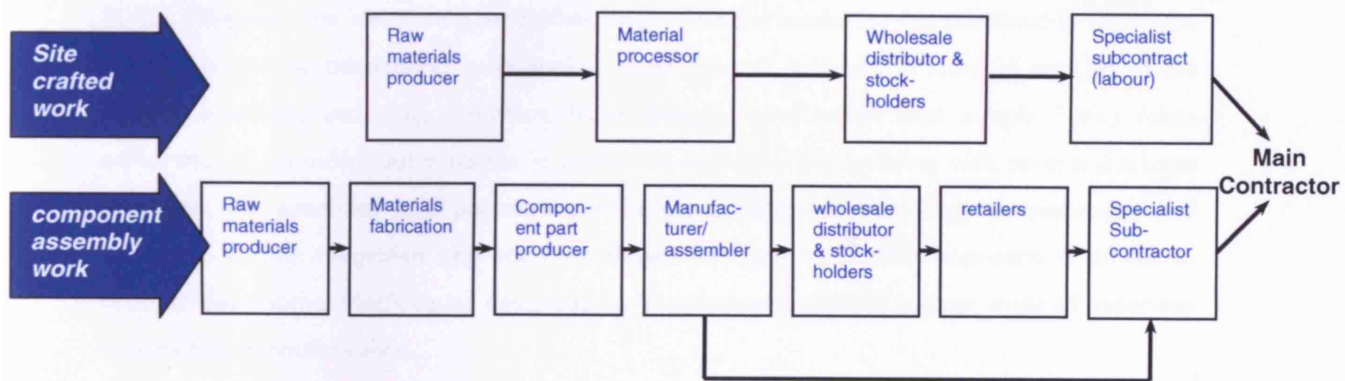 Site
crafted
work
Raw
materials
producer
Material
processor
Wholesale
distributor &
stock-
holders
Specialist
subcontract
(labour)
Main
Contractor
component
assembly
work
Raw
materials
producer
Materials
fabrication
Compon-
ent part
producer
Manufac-
turer/
assembler
wholesale
distributor
& stock-
holders
retailers
Specialist
Sub-
contractor